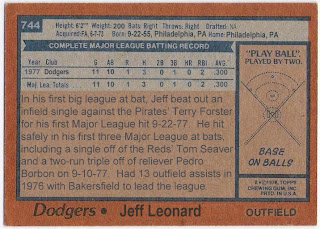 744
Height: 6'2" Weight: 200 Bats: Right Throws: Right Drafted: NA
Acquired: FA, 6-7-73 Born: 9-22-55, Philadelphia, PA Home: Philadelphia, PA
COMPLETE MAJOR LEAGUE BATTING RECORD
Year Club G AB R H 2B 3B HR RBI AVG.
1977 Dodgers 11 10 1 3 0 1 0 2 .300
Maj. Leg. Totals 11 10 1 3 0 1 0 2 .300
In his first big league at bat, Jeff beat out an
infield single against the Pirates' Terry Forster
for his first Major League hit 9-22-77. He hit
safely in his first three Major League at bats,
including a single off of the Reds' Tom Seaver
and a two-run triple off of reliever Pedro
Borbon on 9-10-77. Had 13 outfield assists in
1976 with Bakersfield to lead the league.
"PLAY BALL"
PLAYED BY TWO.
BASE
ON BALLS
CHEWING GUM, INC.
PRTD. IN U.S.A.
Dodgers • Jeff Leonard OUTFIELD